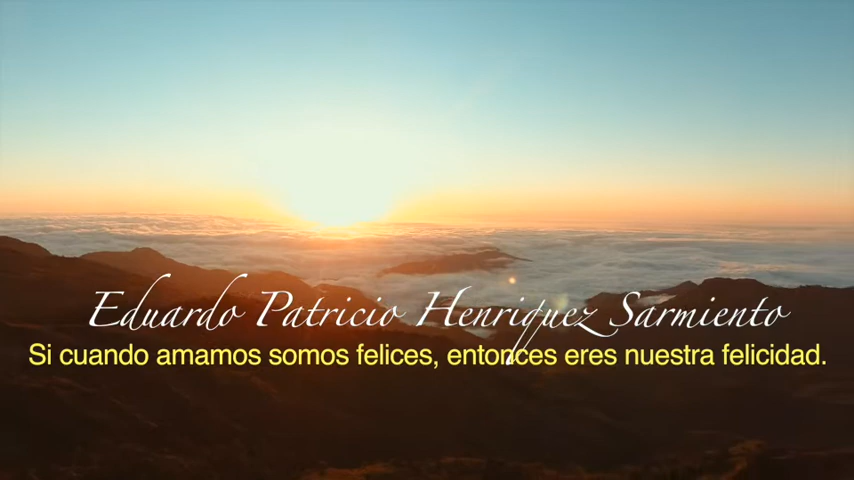 Eduardo Patricio Henriquez Sarmiento
Si cuando amamos somos felices, entonces eres nuestra felicidad.